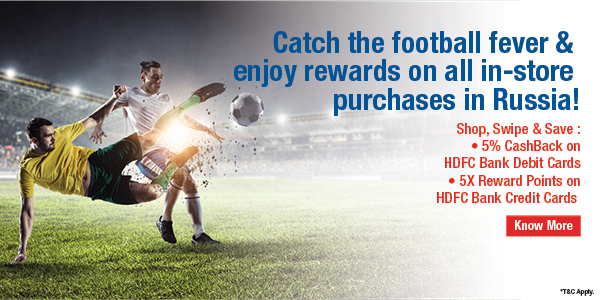 Catch the football fever &
enjoy rewards on all in-store
purchases in Russia!
Shop, Swipe & Save :
• 5% CashBack on
HDFC Bank Debit Cards
• 5X Reward Points on
HDFC Bank Credit Cards
Know More
*T&C Apply.